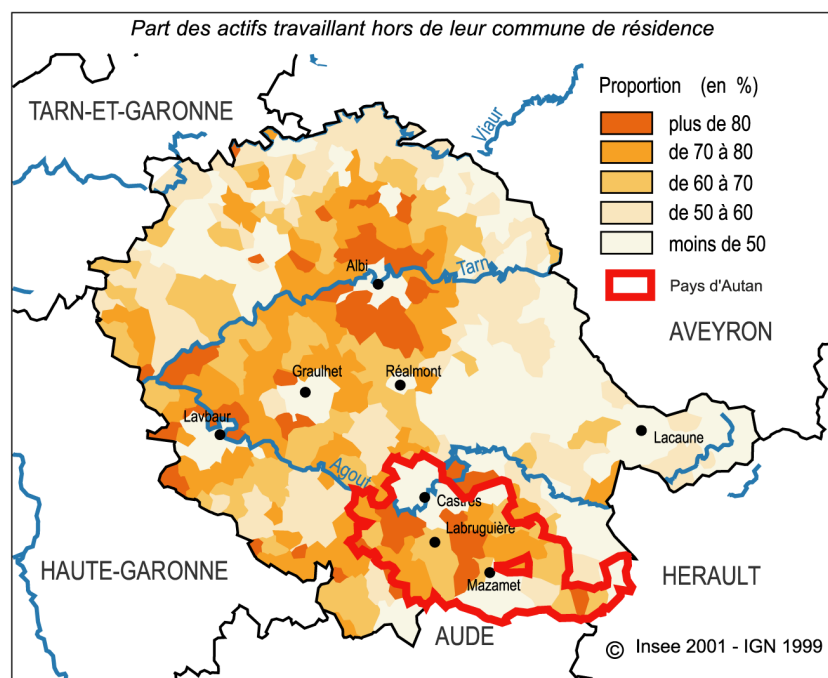 Part des actifs travaillant hors de leur commune de résidence
TARN-ET-GARONNE
Viaur
Proportion (en %)
plus de 80
de 70 à 80
de 60 à 70
de 50 à 60
moins de 50
Pays d'Autan
Albi
Tarn
AVEYRON
Graulhet
Réalmont
Lavbaur
Lacaune
Agout
Castres
Labruguière
HAUTE-GARONNE
Mazamet
HERAULT
AUDE
© Insee 2001 - IGN 1999